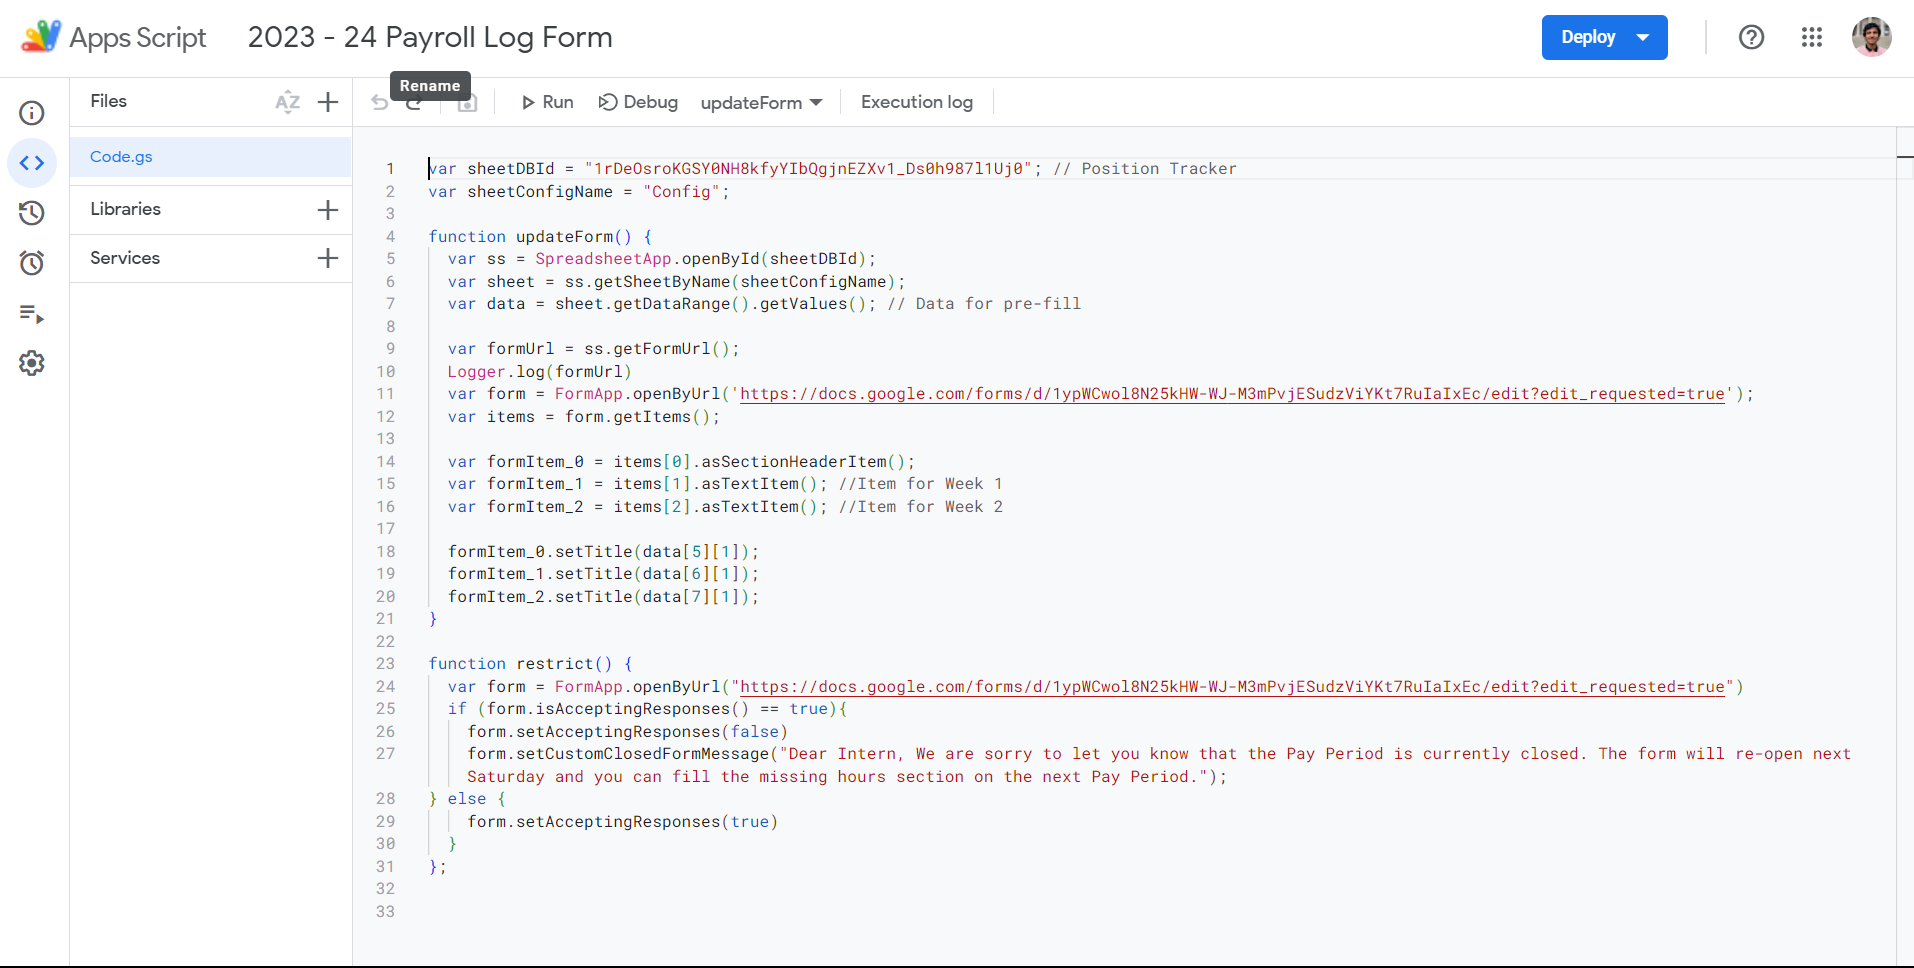 Apps Script 2023 - 24 Payroll Log Form Deploy
Rename
Files AZ
Run Debug updateForm Execution log
Code.gs
Libraries
Services
1 var sheetDBId = "1rDeOsroKGSY0NH8kfyYIbQgjnEZXv1_Ds0h987l1Uj0"; // Position Tracker
2 var sheetConfigName = "Config";
3
4 function updateForm() {
5 var ss = SpreadsheetApp.openById(sheetDBId);
6 var sheet = ss.getSheetByName(sheetConfigName);
7 var data = sheet.getDataRange().getValues(); // Data for pre-fill
8
9 var formUrl = ss.getFormUrl();
10 Logger.log(formUrl)
11 var form = FormApp.openByUrl('https://docs.google.com/forms/d/1ypWCwol8N25kHW-WJ-M3mPvjESudzViYKt7RuIaIxEc/edit?edit_requested=true');
12 var items = form.getItems();
13
14 var formItem_0 = items[0].asSectionHeaderItem();
15 var formItem_1 = items[1].asTextItem(); //Item for Week 1
16 var formItem_2 = items[2].asTextItem(); //Item for Week 2
17
18 formItem_0.setTitle(data[5][1]);
19 formItem_1.setTitle(data[6][1]);
20 formItem_2.setTitle(data[7][1]);
21 }
22
23 function restrict() {
24 var form = FormApp.openByUrl("https://docs.google.com/forms/d/1ypWCwol8N25kHW-WJ-M3mPvjESudzViYKt7RuIaIxEc/edit?edit_requested=true")
25 if (form.isAcceptingResponses() == true){
26 form.setAcceptingResponses(false)
27 form.setCustomClosedFormMessage("Dear Intern, We are sorry to let you know that the Pay Period is currently closed. The form will re-open next
Saturday and you can fill the missing hours section on the next Pay Period.");
28 } else {
29 form.setAcceptingResponses(true)
30 }
31 };
32
33